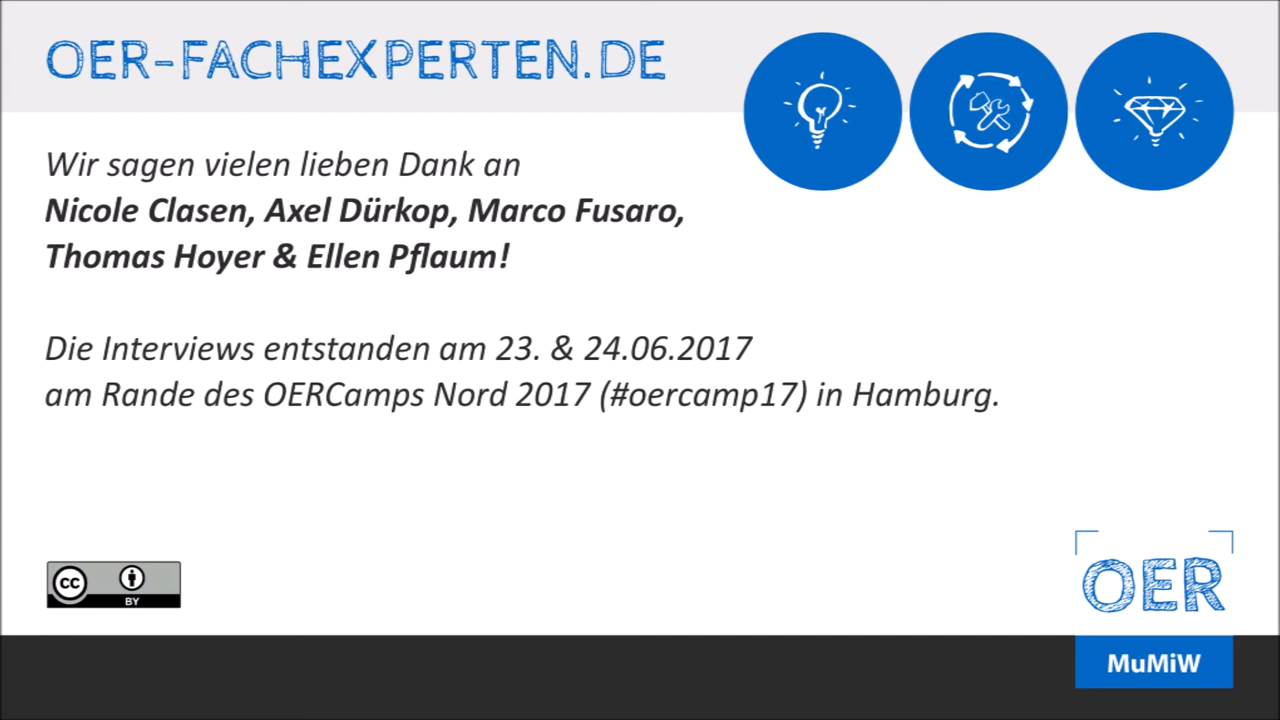 OER-FACHEXPERTEN.DE
Wir sagen vielen lieben Dank an
Nicole Clasen, Axel Dürkop, Marco Fusaro,
Thomas Hoyer & Ellen Pflaum!
Die Interviews entstanden am 23. & 24.06.2017
am Rande des OERCamps Nord 2017 (#oercamp17) in Hamburg.
cc
BY
OER
MuMiW